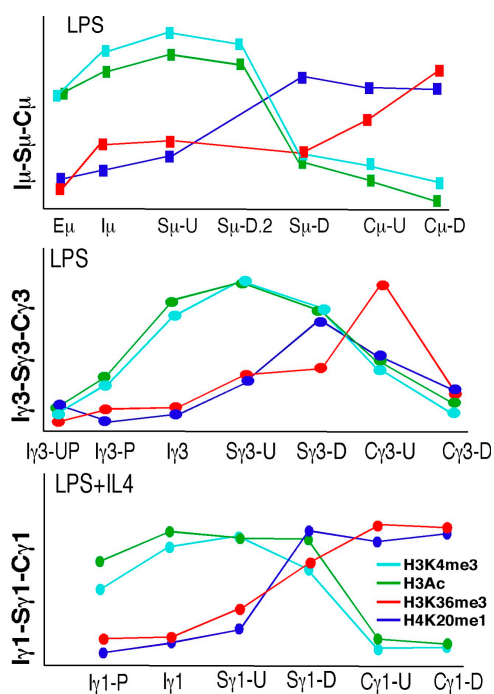 LPS
Iμ-Sμ-Cμ
Eμ Iμ Sμ-U Sμ-D.2 Sμ-D Cμ-U Cμ-D
LPS
Iγ3-Sγ3-Cγ3
Iγ3-UP Iγ3-P Iγ3 Sγ3-U Sγ3-D Cγ3-U Cγ3-D
LPS+IL4
Iγ1-Sγ1-Cγ1
H3K4me3
H3Ac
H3K36me3
H4K20me1
Iγ1-P Iγ1 Sγ1-U Sγ1-D Cγ1-U Cγ1-D